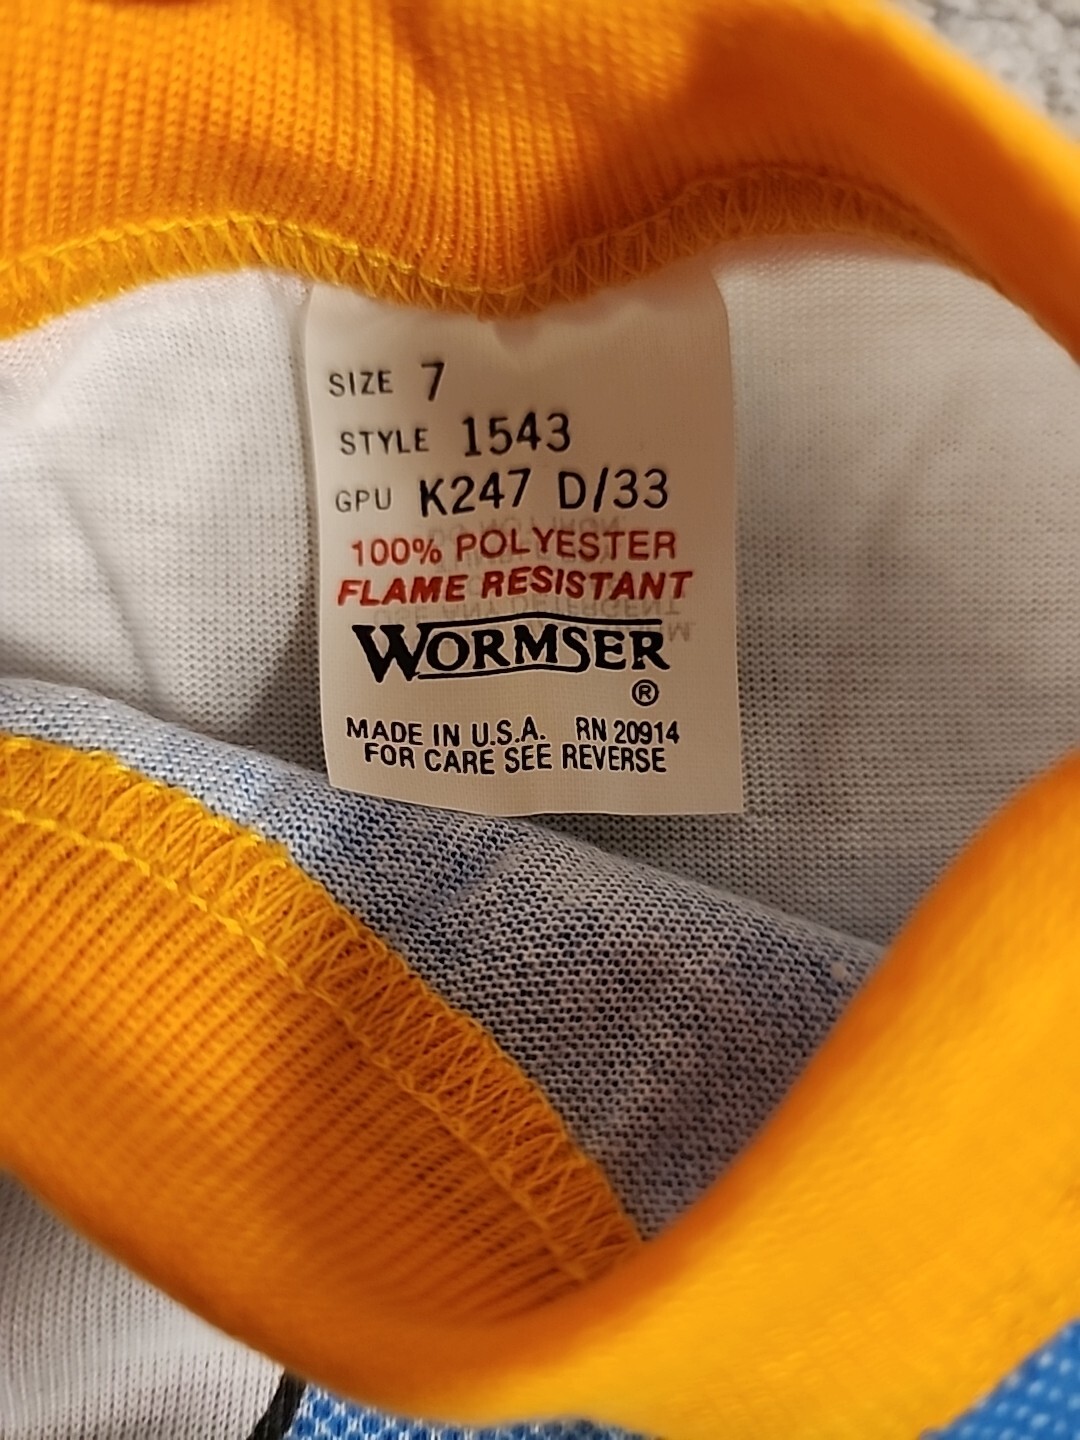 SIZE 7
STYLE 1543
GPU K247 D/33
100% POLYESTER
FLAME RESISTANT
WORMSER
®
MADE IN U.S.A. RN 20914
FOR CARE SEE REVERSE